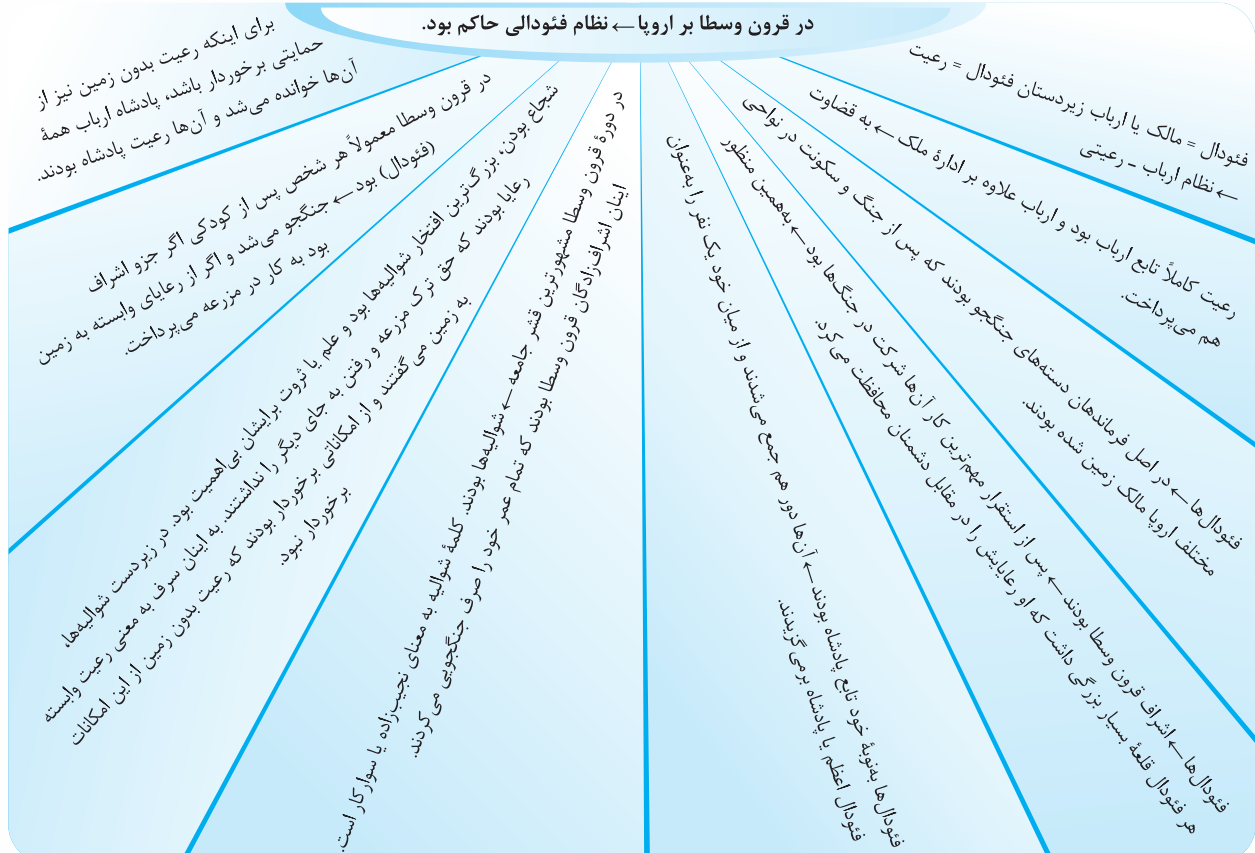 در قرون وسطا بر اروپا ← نظام فئودالی حاکم بود.
فئودال = مالک یا ارباب زیردستان فئودال = رعیت
← نظام ارباب - رعیتی
رعیت کاملاً تابع ارباب بود و ارباب علاوه بر ادارهٔ ملک ← به قضاوت
هم می‌پرداخت.
فئودال‌ها ← در اصل فرماندهان دسته‌های جنگجو بودند که پس از جنگ و سکونت در نواحی
مختلف اروپا مالک زمین شده بودند.
فئودال‌ها ← اشراف قرون وسطا بودند ← پس از استقرار مهم‌ترین کار آن‌ها شرکت در جنگ‌ها بود ← به‌همین منظور
هر فئودال قلعهٔ بسیار بزرگی داشت که او رعایایش را در مقابل دشمنان محافظت می‌کرد.
فئودال‌ها به‌نوبهٔ خود تابع پادشاه بودند ← آن‌ها دور هم جمع می‌شدند و از میان خود یک نفر را به‌عنوان
فئودال اعظم یا پادشاه برمی‌گزیدند.
در دورهٔ قرون وسطا مشهورترین قشر جامعه ← شوالیه‌ها بودند. کلمهٔ شوالیه به معنای نجیب‌زاده یا سوارکار است.
اینان اشراف‌زادگان قرون وسطا بودند که تمام عمر خود را صرف جنگجویی می‌کردند.
شجاع بودن، بزرگ‌ترین افتخار شوالیه‌ها بود و علم یا ثروت برایشان بی‌اهمیت بود. در زیردست شوالیه‌ها،
رعایا بودند که حق ترک مزرعه و رفتن به جای دیگر را نداشتند. به اینان سرف به معنی رعیت وابسته
به زمین می گفتند و از امکاناتی برخوردار بودند که رعیت بدون زمین از این امکانات
برخوردار نبود.
در قرون وسطا معمولاً هر شخص پس از کودکی اگر جزو اشراف
(فئودال) بود ← جنگجو می‌شد و اگر از رعایای وابسته به زمین
بود به کار در مزرعه می‌پرداخت.
برای اینکه رعیت بدون زمین نیز از
حمایتی برخوردار باشد، پادشاه ارباب همهٔ
آن‌ها خوانده می‌شد و آن‌ها رعیت پادشاه بودند.